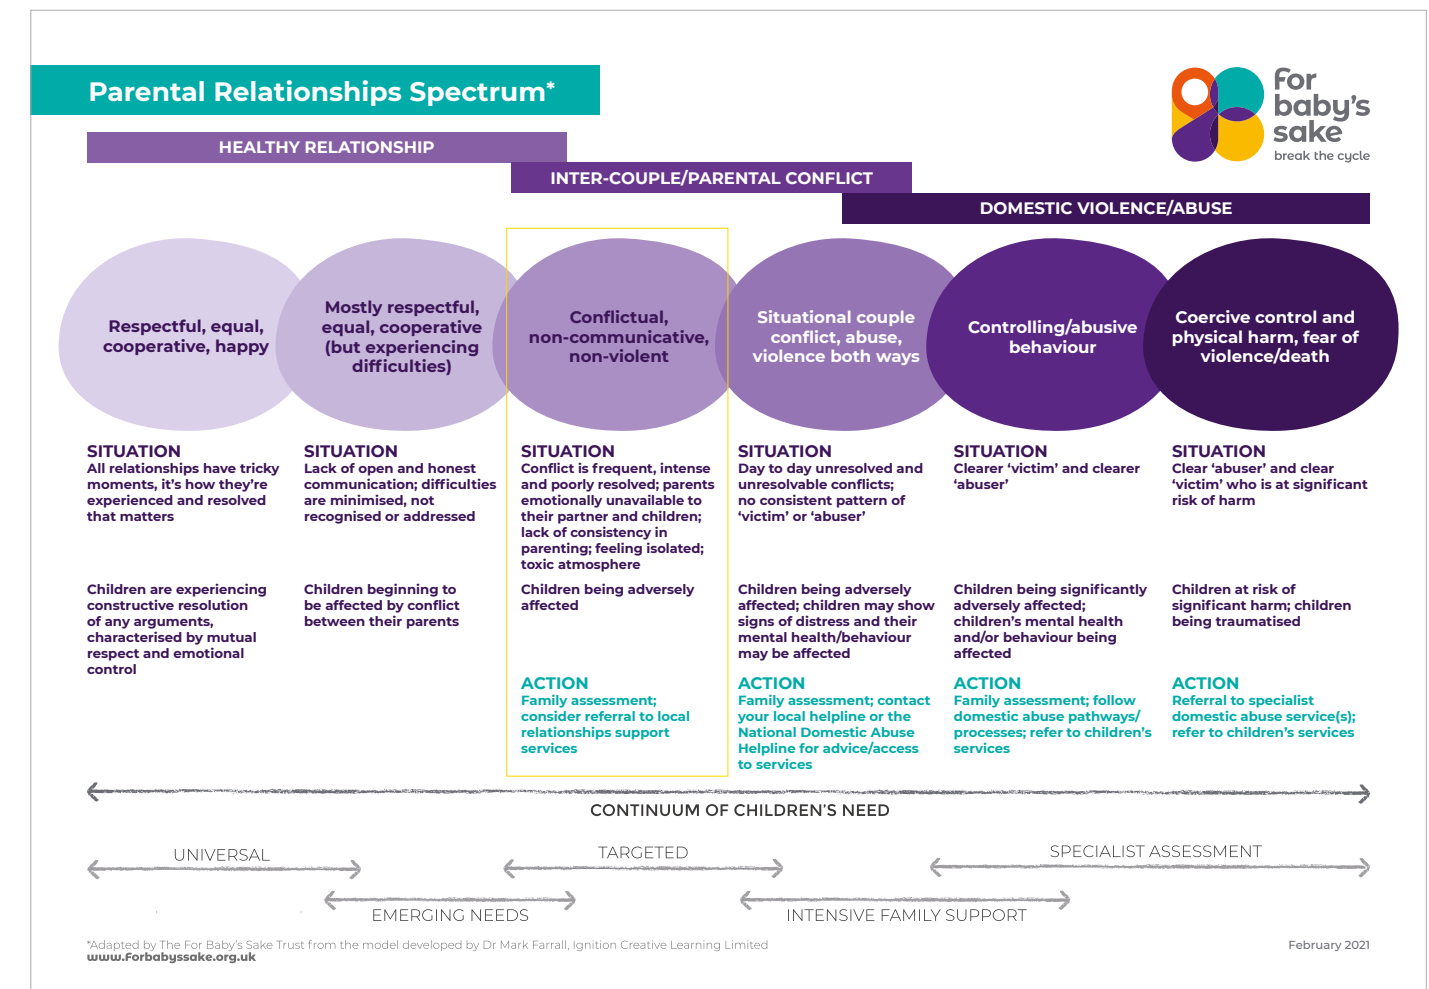 Parental Relationships Spectrum*
for
baby's
sake
break the cycle
HEALTHY RELATIONSHIP
INTER-COUPLE/PARENTAL CONFLICT
DOMESTIC VIOLENCE/ABUSE
Respectful, equal,
cooperative, happy
Mostly respectful,
equal, cooperative
(but experiencing
difficulties)
Conflictual,
non-communicative,
non-violent
Situational couple
conflict, abuse,
violence both ways
Controlling/abusive
behaviour
Coercive control and
physical harm, fear of
violence/death
SITUATION
All relationships have tricky
moments, it's how they're
experienced and resolved
that matters
Children are experiencing
constructive resolution
of any arguments,
characterised by mutual
respect and emotional
control
SITUATION
Lack of open and honest
communication; difficulties
are minimised, not
recognised or addressed
Children beginning to
be affected by conflict
between their parents
SITUATION
Conflict is frequent, intense
and poorly resolved; parents
emotionally unavailable to
their partner and children;
lack of consistency in
parenting; feeling isolated;
toxic atmosphere
Children being adversely
affected
ACTION
Family assessment;
consider referral to local
relationships support
services
SITUATION
Day to day unresolved and
unresolvable conflicts;
no consistent pattern of
‘victim’ or ‘abuser’
Children being adversely
affected; children may show
signs of distress and their
mental health/behaviour
may be affected
ACTION
Family assessment; contact
your local helpline or the
National Domestic Abuse
Helpline for advice/access
to services
SITUATION
Clearer ‘victim’ and clearer
‘abuser’
Children being significantly
adversely affected;
children's mental health
and/or behaviour being
affected
ACTION
Family assessment; follow
domestic abuse pathways/
processes; refer to children's
services
SITUATION
Clear ‘abuser’ and clear
‘victim’ who is at significant
risk of harm
Children at risk of
significant harm; children
being traumatised
ACTION
Referral to specialist
domestic abuse service(s);
refer to children's services
CONTINUUM OF CHILDREN'S NEED
UNIVERSAL
TARGETED
SPECIALIST ASSESSMENT
EMERGING NEEDS
INTENSIVE FAMILY SUPPORT
*Adapted by The For Baby's Sake Trust from the model developed by Dr Mark Farrall, Ignition Creative Learning Limited
www.forbabyssake.org.uk
February 2021